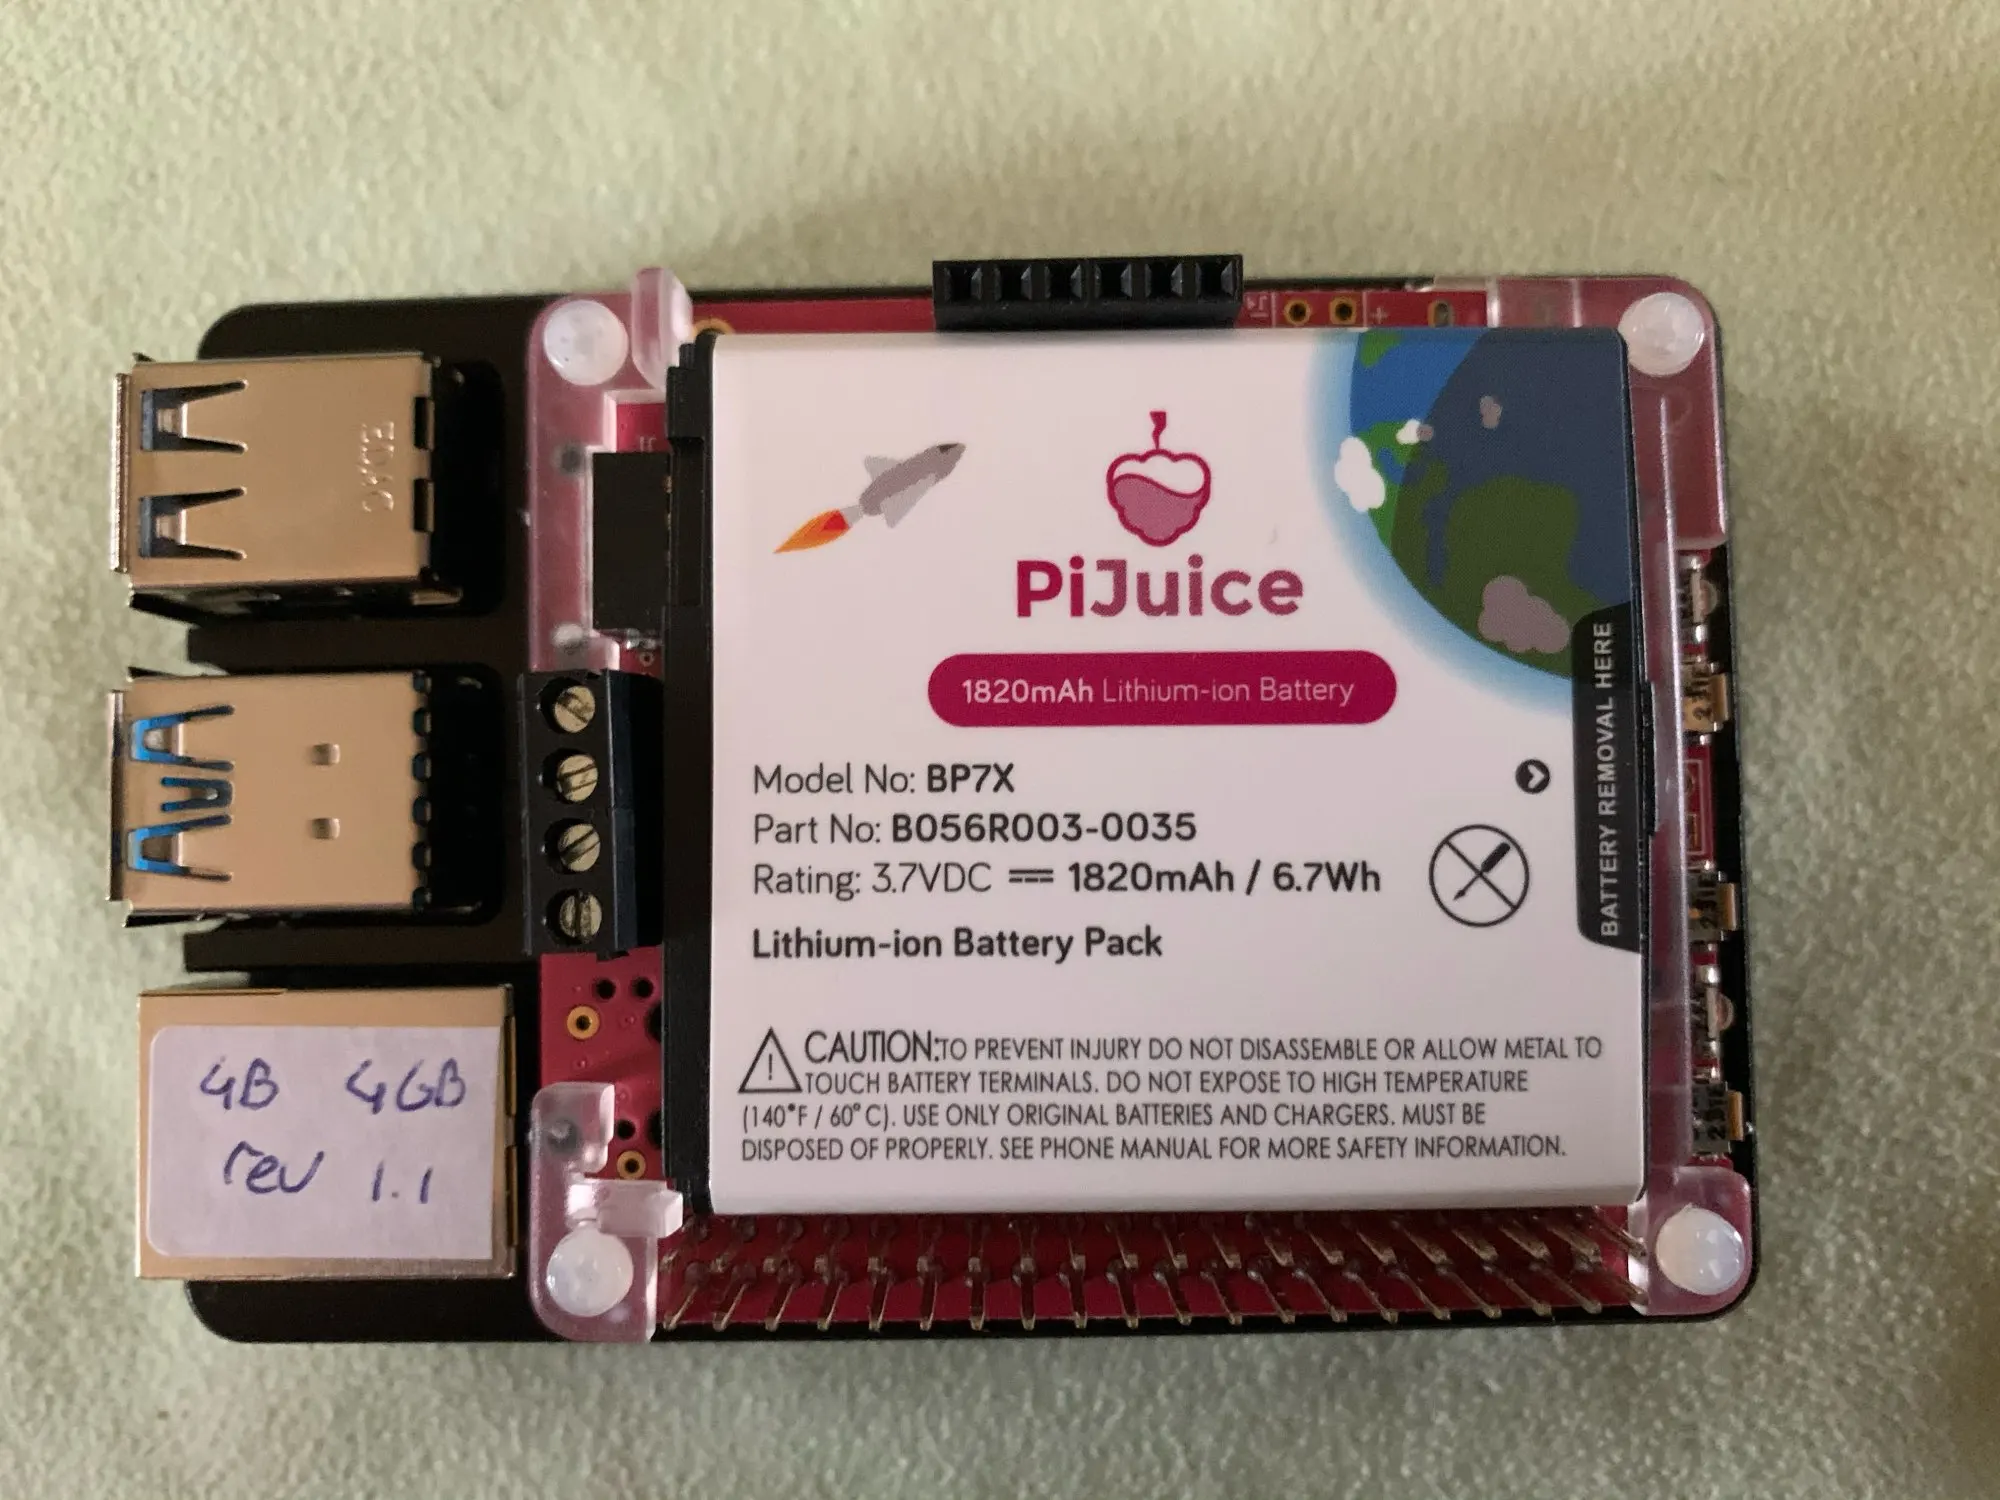 PiJuice
1820mAh Lithium-ion Battery
Model No: BP7X
Part No: B056R003-0035
Rating: 3.7VDC ⎓ 1820mAh / 6.7Wh
Lithium-ion Battery Pack
CAUTION: TO PREVENT INJURY DO NOT DISASSEMBLE OR ALLOW METAL TO
TOUCH BATTERY TERMINALS. DO NOT EXPOSE TO HIGH TEMPERATURE
(140°F / 60°C). USE ONLY ORIGINAL BATTERIES AND CHARGERS. MUST BE
DISPOSED OF PROPERLY. SEE PHONE MANUAL FOR MORE SAFETY INFORMATION.
BATTERY REMOVAL HERE
4B 4GB
rev 1.1